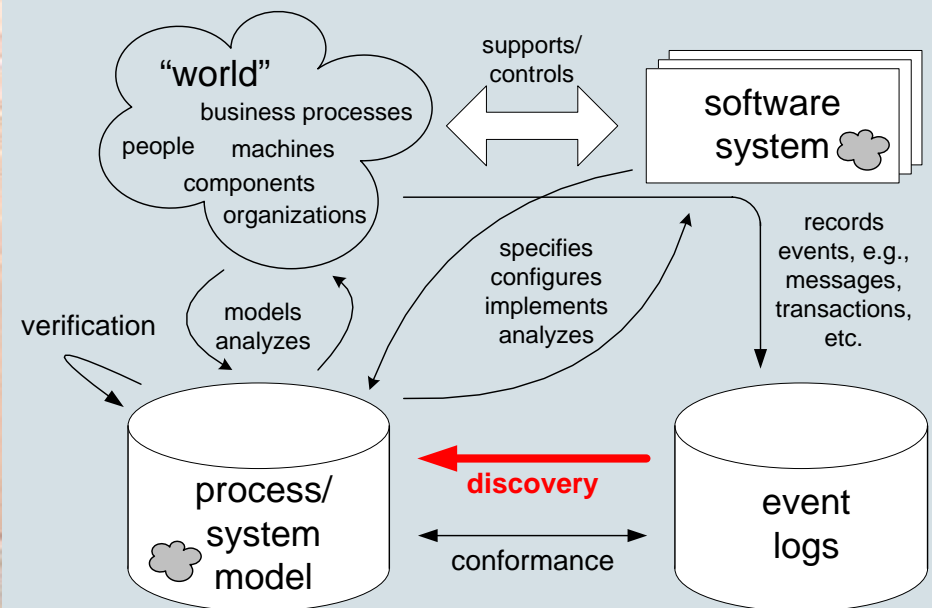 “world”
business processes
people
machines
components
organizations
supports/
controls
software
system
records
events, e.g.,
messages,
transactions,
etc.
specifies
configures
implements
analyzes
models
analyzes
verification
process/
system
model
discovery
conformance
event
logs